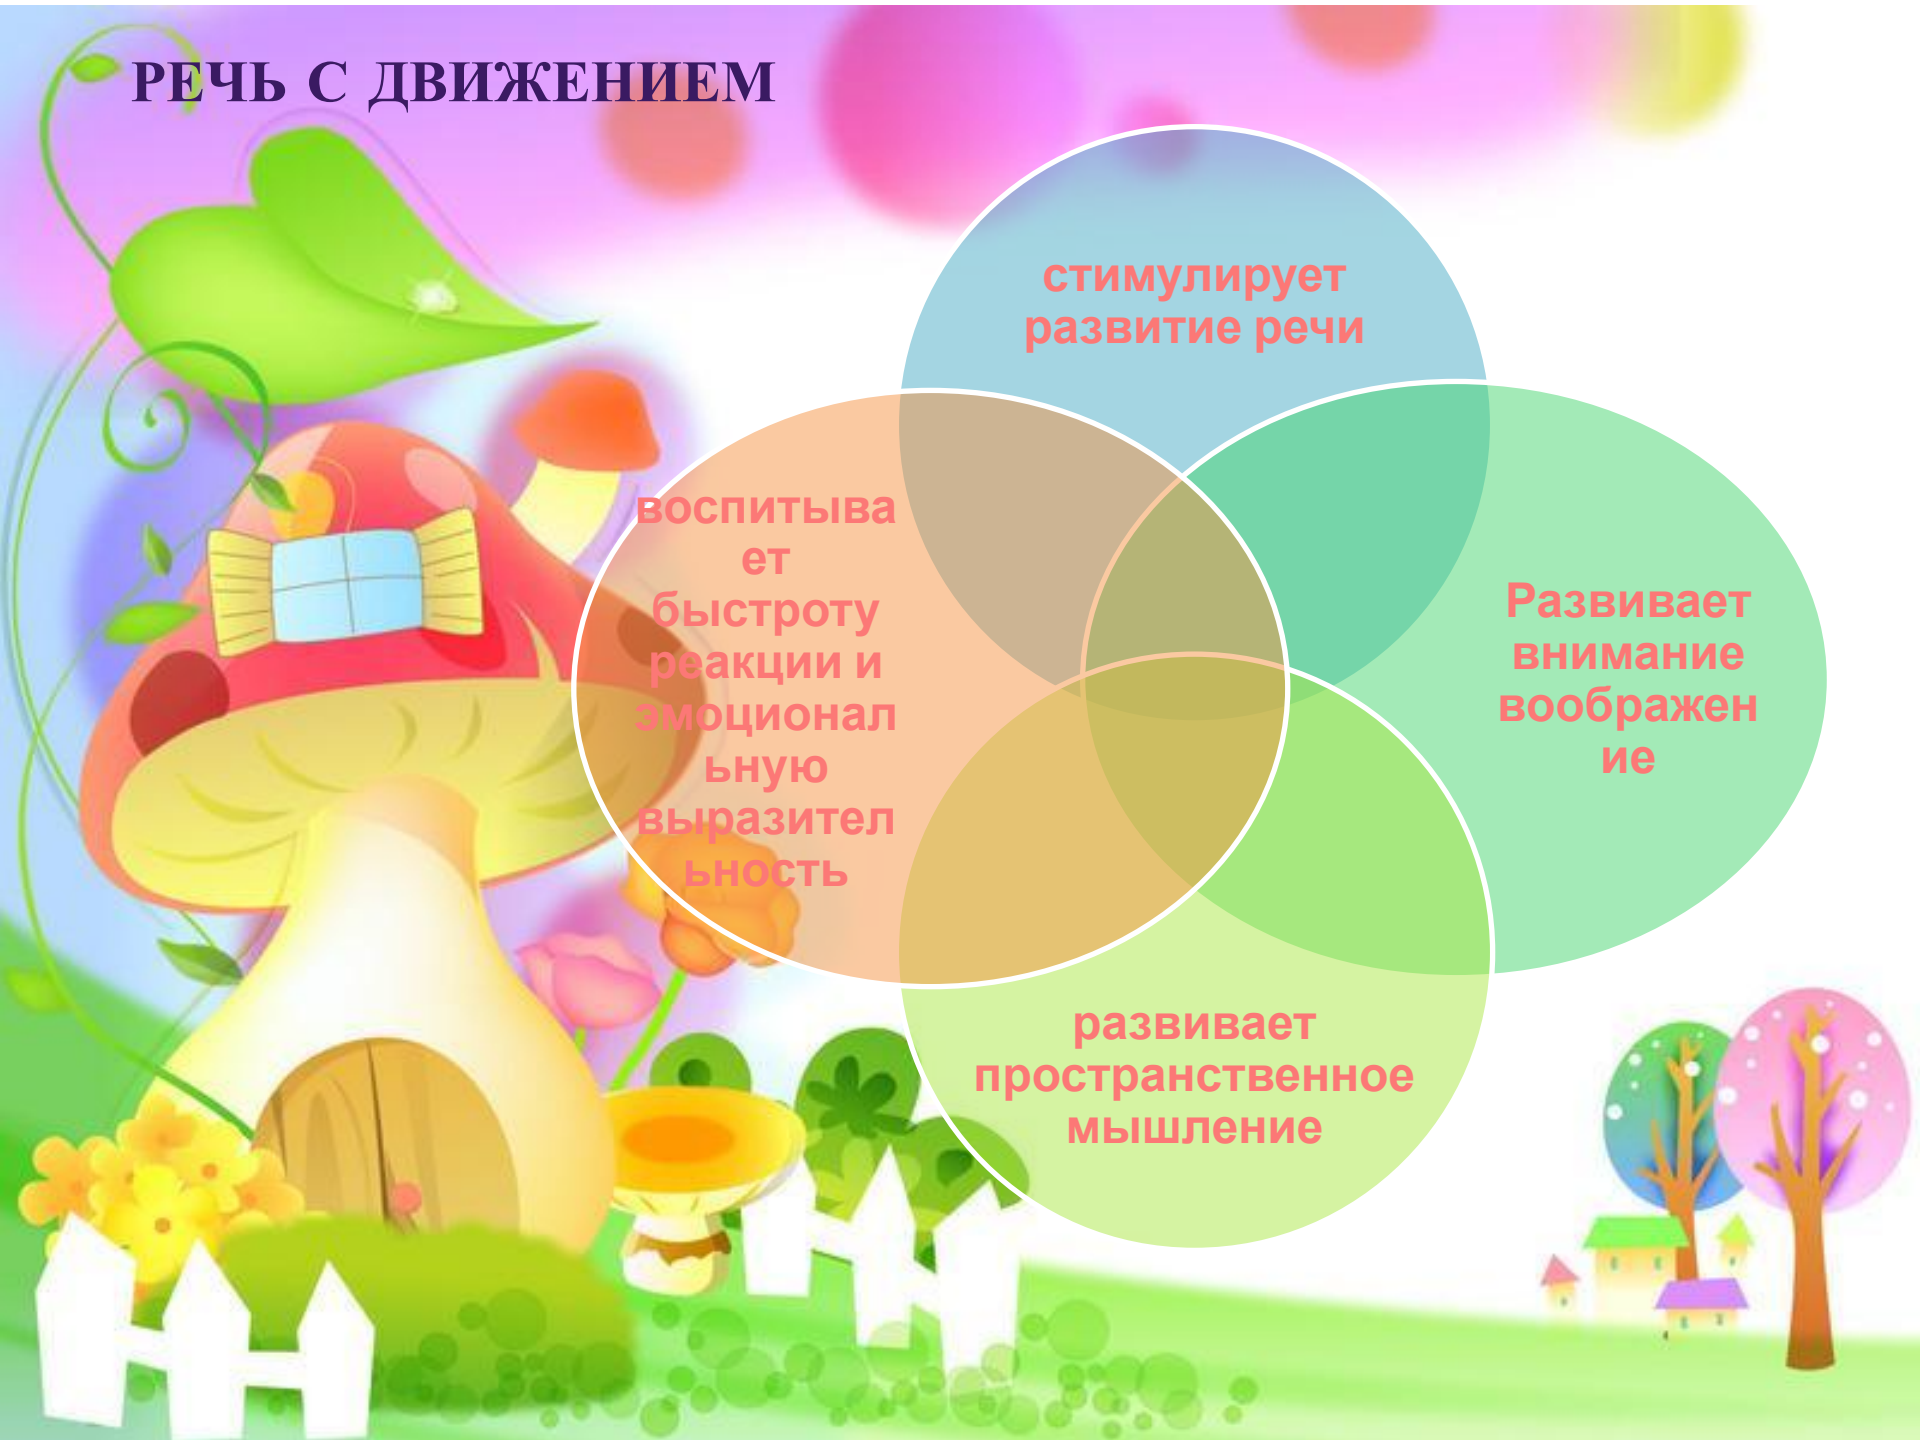 РЕЧЬ С ДВИЖЕНИЕМ
стимулирует
развитие речи
воспитыва
ет
быстроту
реакции и
эмоционал
ьную
выразител
ьность
Развивает
внимание
воображен
ие
развивает
пространственное
мышление